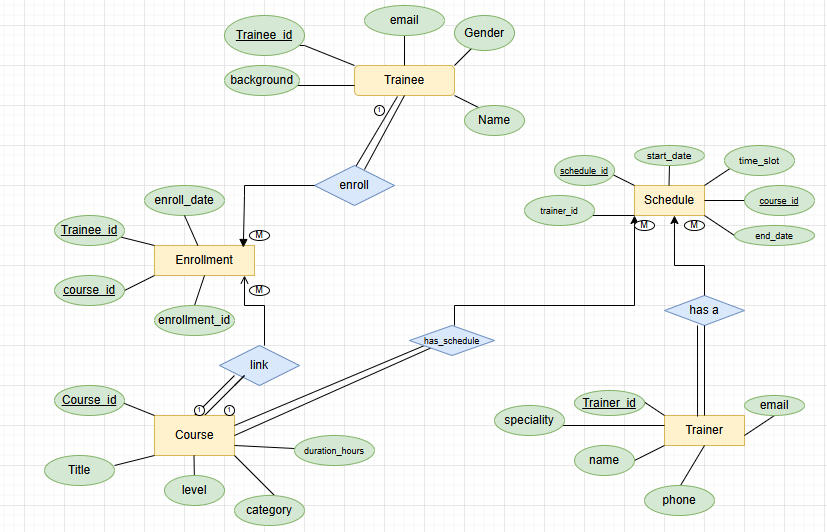 email
Trainee_id
Gender
background
Trainee
1
Name
enroll
schedule_id
start_date
time_slot
trainer_id
Schedule
course_id
M
M
end_date
enroll_date
Trainee_id
M
Enrollment
course_id
M
enrollment_id
has a
has_schedule
link
Course_id
1
1
Course
duration_hours
Title
level
category
Trainer_id
email
speciality
Trainer
name
phone